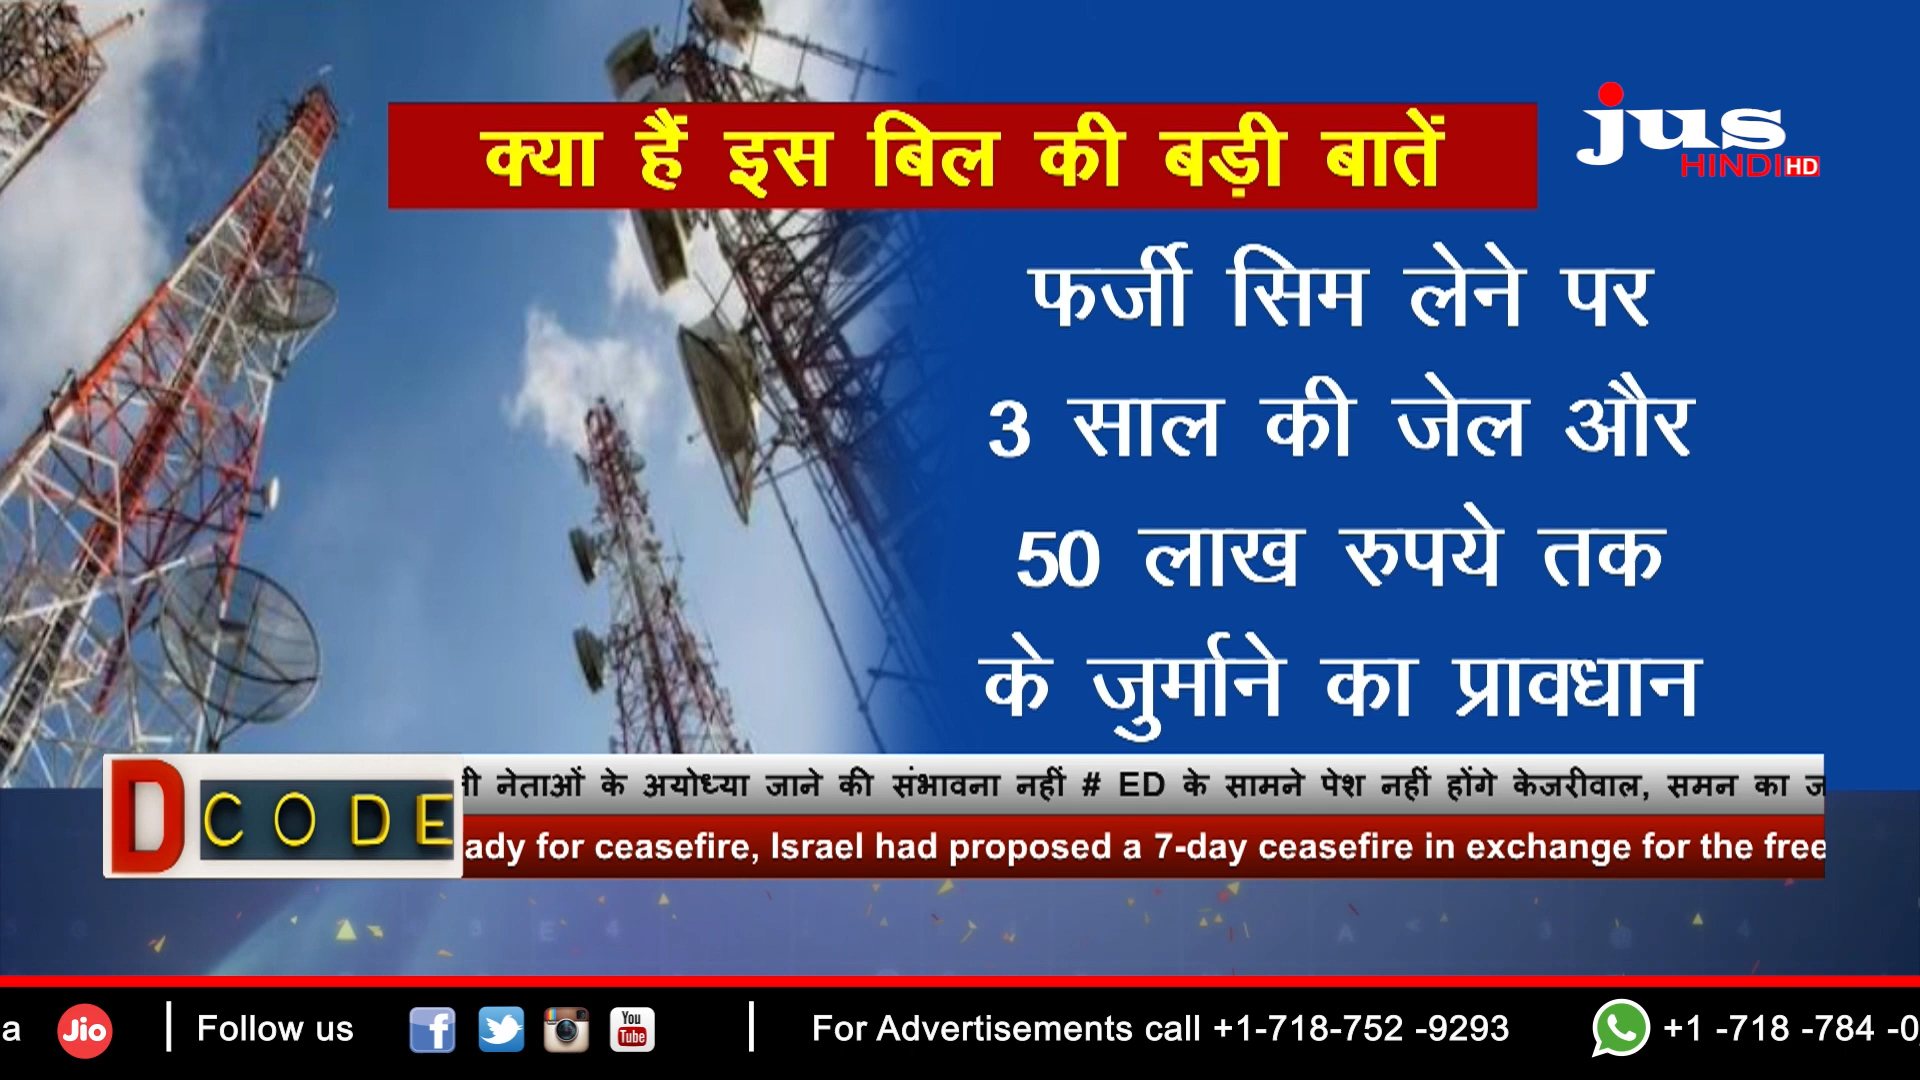 क्या हैं इस बिल की बड़ी बातें
jus
HINDI HD
फर्जी सिम लेने पर
3 साल की जेल और
50 लाख रुपये तक
के जुर्माने का प्रावधान
D CODE
नेताओं के अयोध्या जाने की संभावना नहीं # ED के सामने पेश नहीं होंगे केजरीवाल, समन का
ady for ceasefire, Israel had proposed a 7-day ceasefire in exchange for the free
a Jio | Follow us You Tube | For Advertisements call +1-718-752 -9293 +1 -718 -784 -